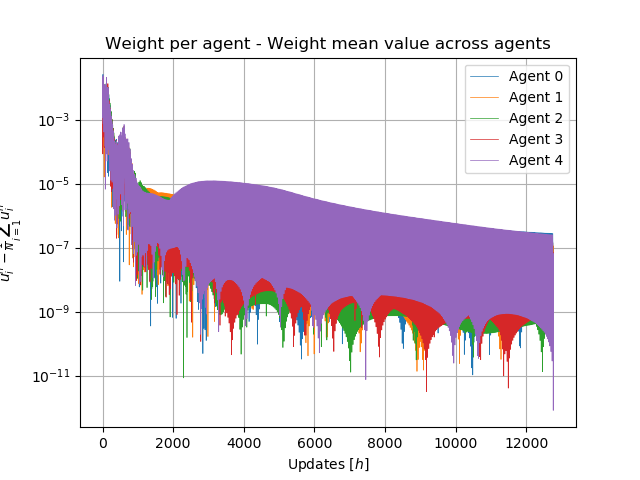 Weight per agent - Weight mean value across agents
Agent 0
Agent 1
Agent 2
Agent 3
Agent 4
10⁻³
10⁻⁵
10⁻⁷
10⁻⁹
10⁻¹¹
0 2000 4000 6000 8000 10000 12000
Updates [h]